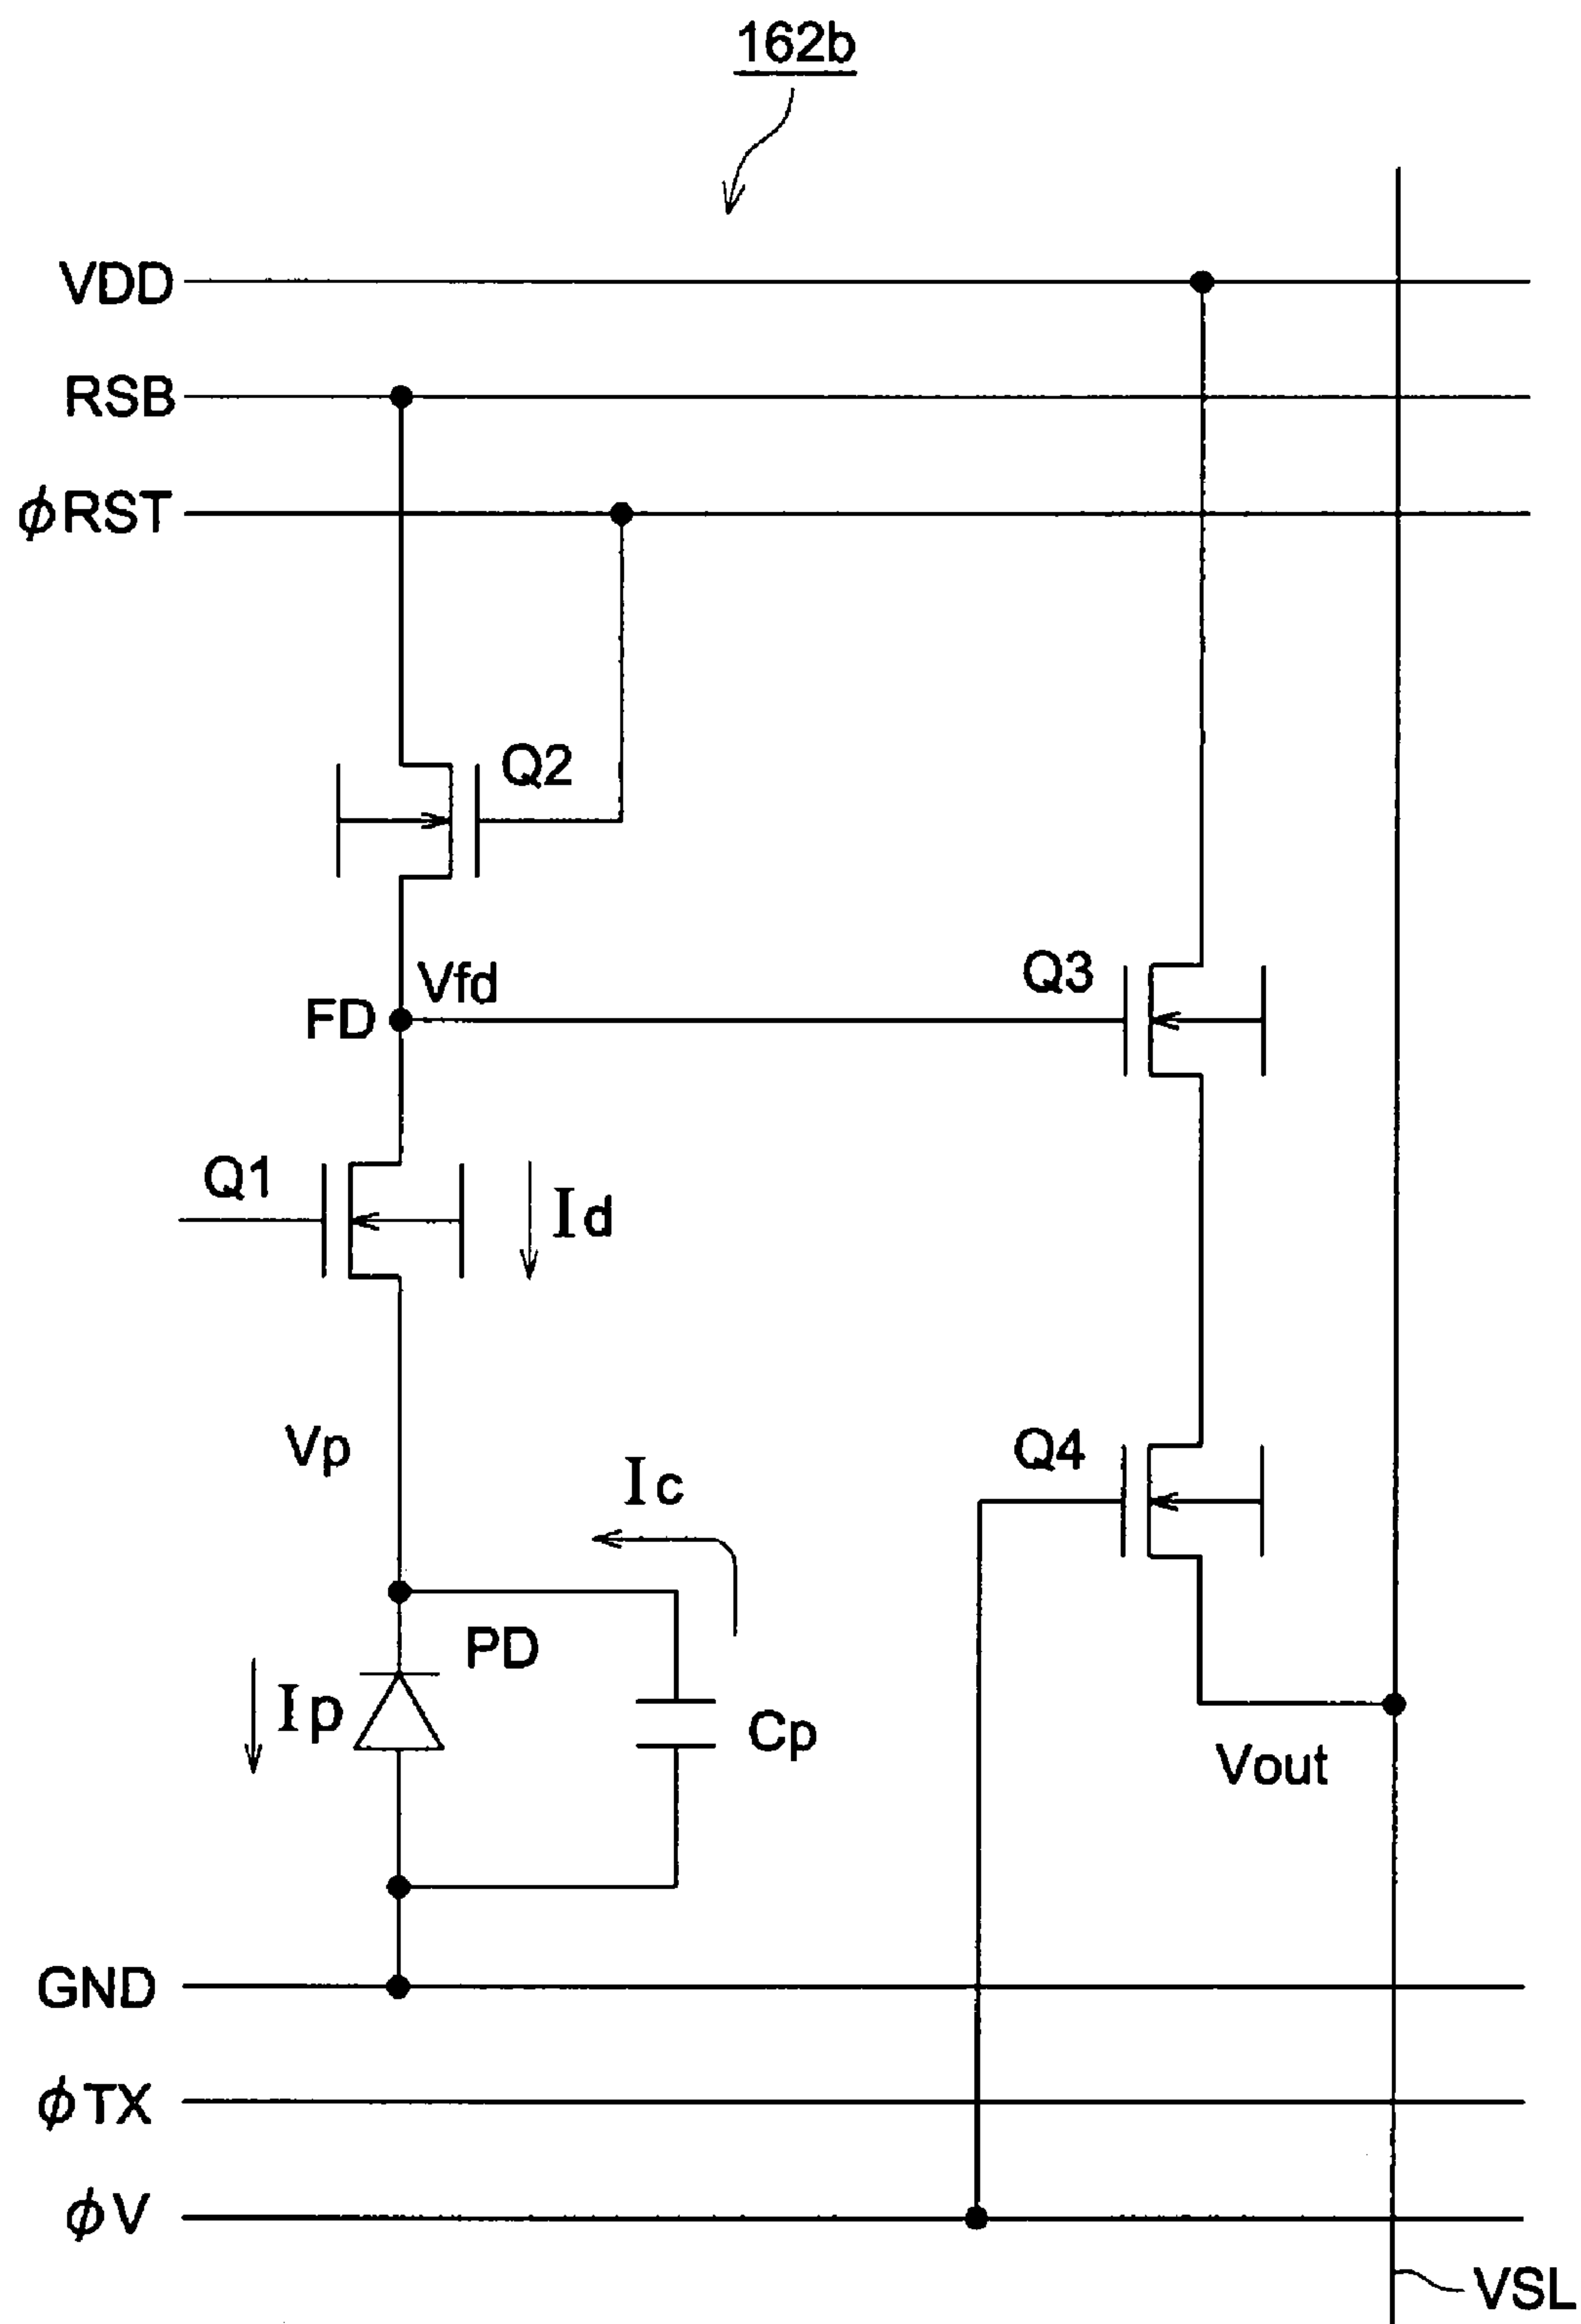 162b
VDD
RSB
ϕRST
Q2
Vfd
FD
Q3
Q1
Id
Vp
Ic
Q4
PD
Ip
Cp
Vout
GND
ϕTX
ϕV
VSL